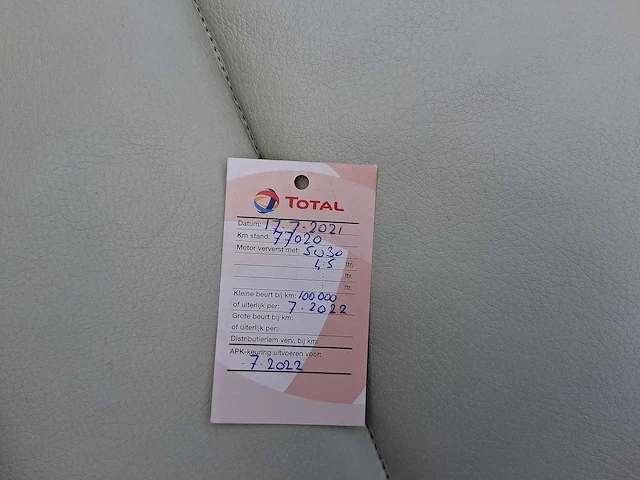 TOTAL
Datum: 17.7.2021
Km stand: 77020
Motor ververst met: 5W30
: 4.5 ltr.
: ltr.
: ltr.
Kleine beurt bij km: 100 000
of uiterlijk per: 7.2022
Grote beurt bij km:
of uiterlijk per:
Distributieriem verv. bij km:
APK-keuring uitvoeren voor:
.7.2022